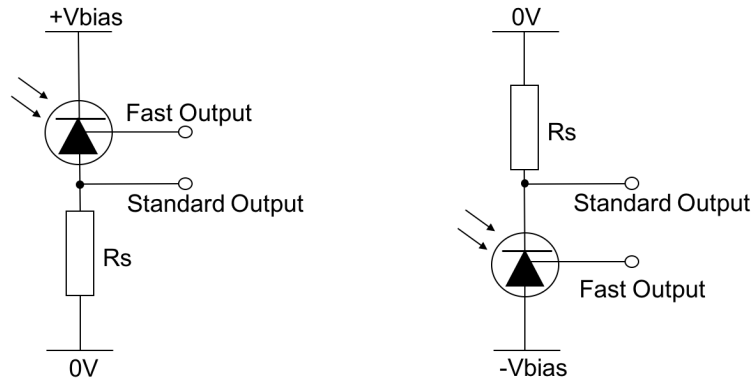 +Vbias
Fast Output
Standard Output
Rs
0V
0V
Rs
Standard Output
Fast Output
-Vbias